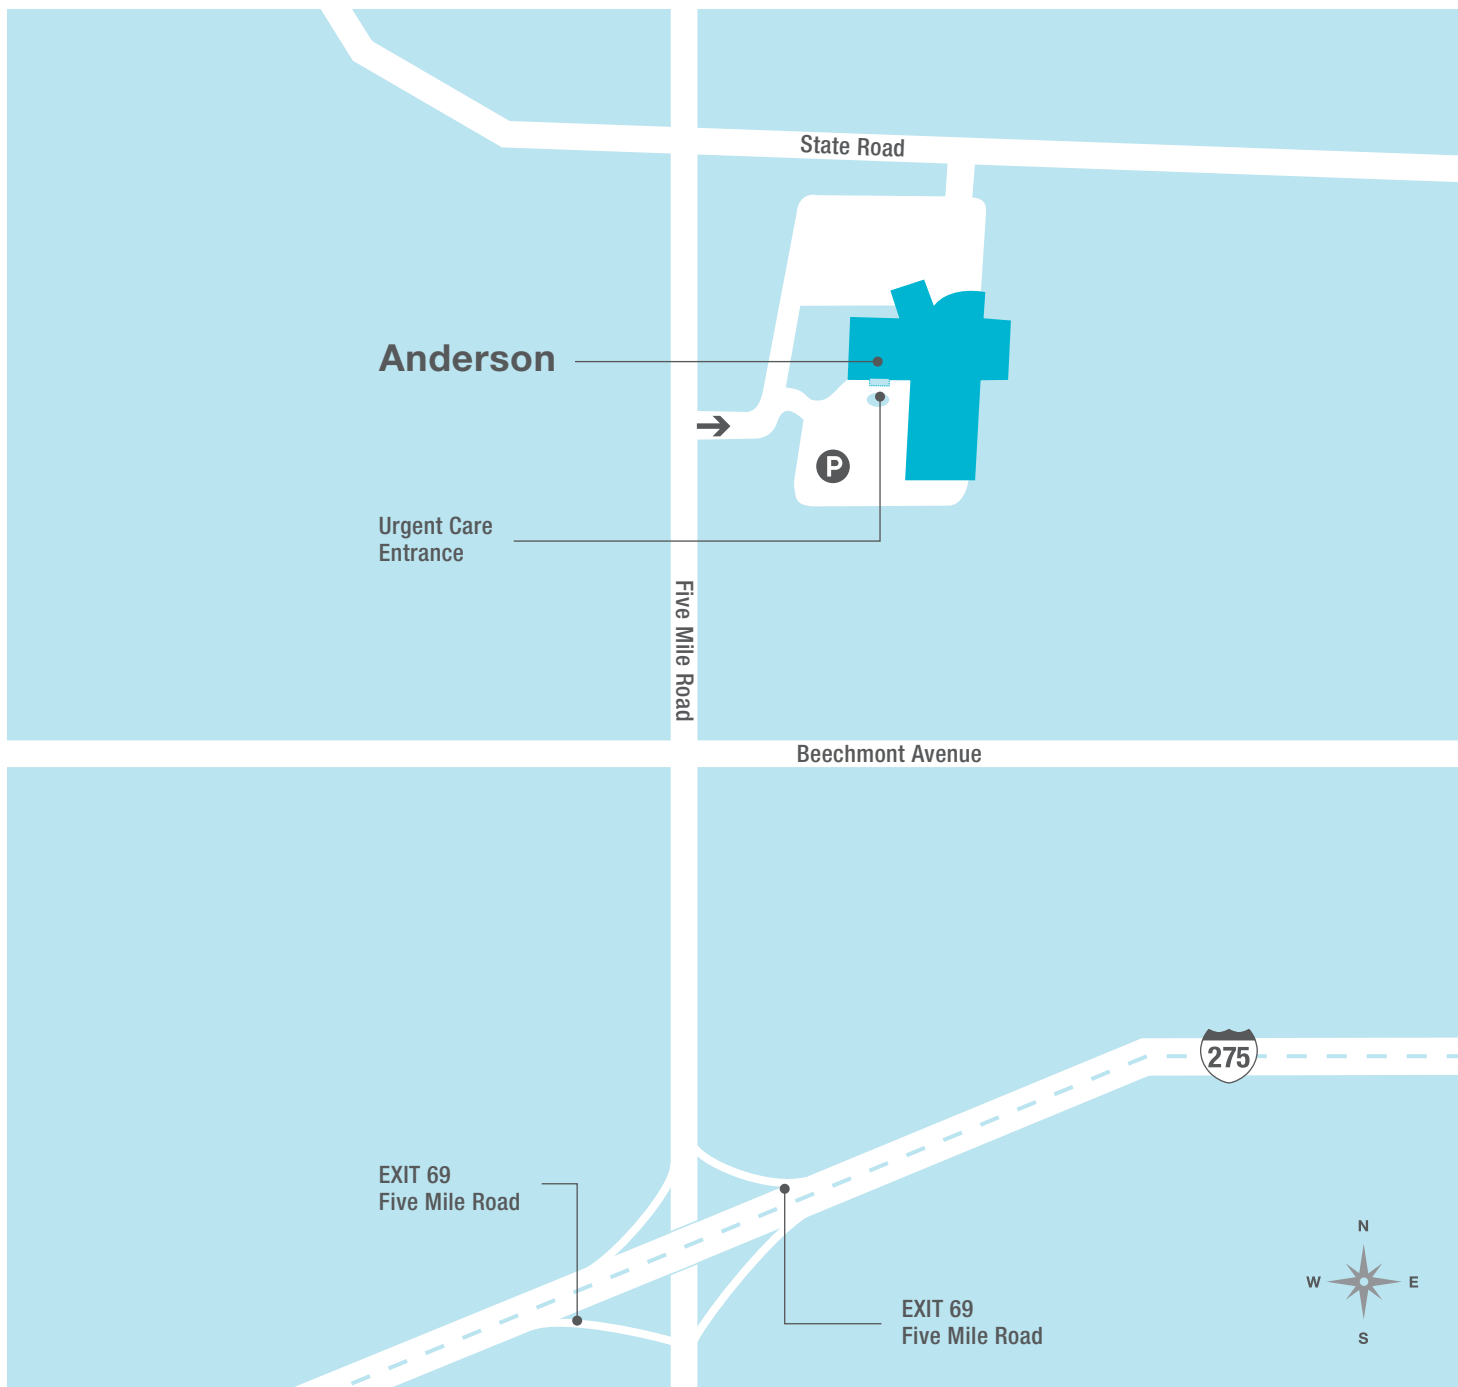 State Road
Anderson
P
Urgent Care
Entrance
Five Mile Road
Beechmont Avenue
275
EXIT 69
Five Mile Road
EXIT 69
Five Mile Road
N
W
E
S